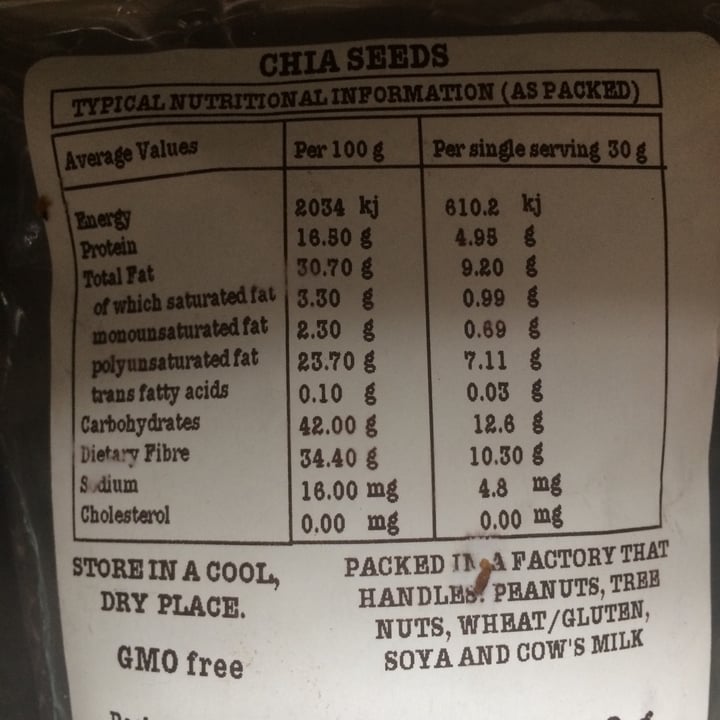 CHIA SEEDS
TYPICAL NUTRITIONAL INFORMATION (AS PACKED)
Average Values Per 100 g Per single serving 30 g
Energy 2034 kj 610.2 kj
Protein 16.50 g 4.95 g
Total Fat 30.70 g 9.20 g
of which saturated fat 3.30 g 0.99 g
monounsaturated fat 2.30 g 0.69 g
polyunsaturated fat 23.70 g 7.11 g
trans fatty acids 0.10 g 0.03 g
Carbohydrates 42.00 g 12.6 g
Dietary Fibre 34.40 g 10.30 g
Sodium 16.00 mg 4.8 mg
Cholesterol 0.00 mg 0.00 mg
STORE IN A COOL,
DRY PLACE.
GMO free
PACKED IN A FACTORY THAT
HANDLES: PEANUTS, TREE
NUTS, WHEAT/GLUTEN,
SOYA AND COW'S MILK